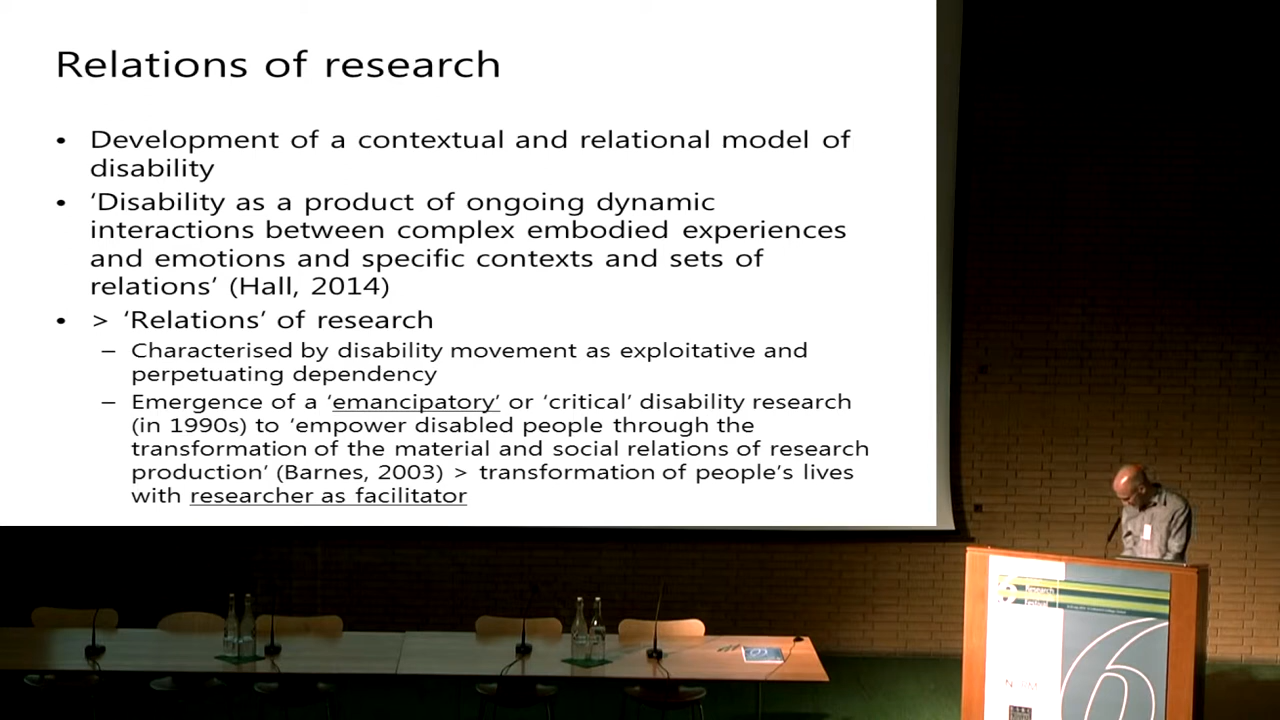 Relations of research
• Development of a contextual and relational model of
disability
• ‘Disability as a product of ongoing dynamic
interactions between complex embodied experiences
and emotions and specific contexts and sets of
relations’ (Hall, 2014)
• > ‘Relations’ of research
– Characterised by disability movement as exploitative and
perpetuating dependency
– Emergence of a ‘emancipatory’ or ‘critical’ disability research
(in 1990s) to ‘empower disabled people through the
transformation of the material and social relations of research
production’ (Barnes, 2003) > transformation of people’s lives
with researcher as facilitator
6
Research
Festival
6